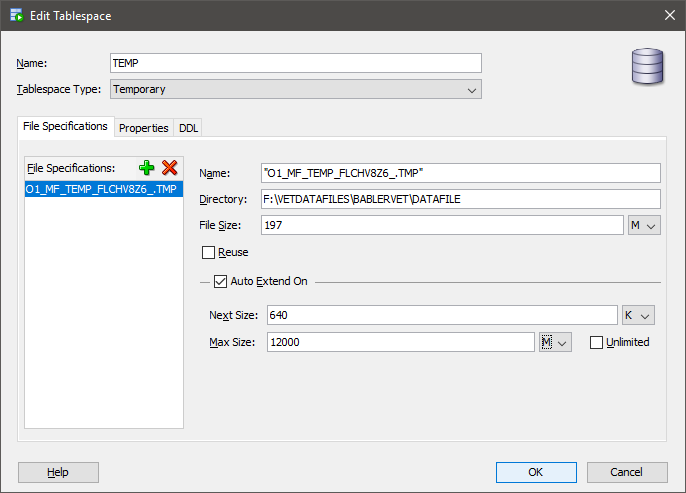 Edit Tablespace
Name: TEMP
Tablespace Type: Temporary
File Specifications Properties DDL
File Specifications:
O1_MF_TEMP_FLCHV8Z6_.TMP
Name: "O1_MF_TEMP_FLCHV8Z6_.TMP"
Directory: F:\VETDATAFILES\BABLERVET\DATAFILE
File Size: 197 M
Reuse
Auto Extend On
Next Size: 640 K
Max Size: 12000 M Unlimited
Help OK Cancel